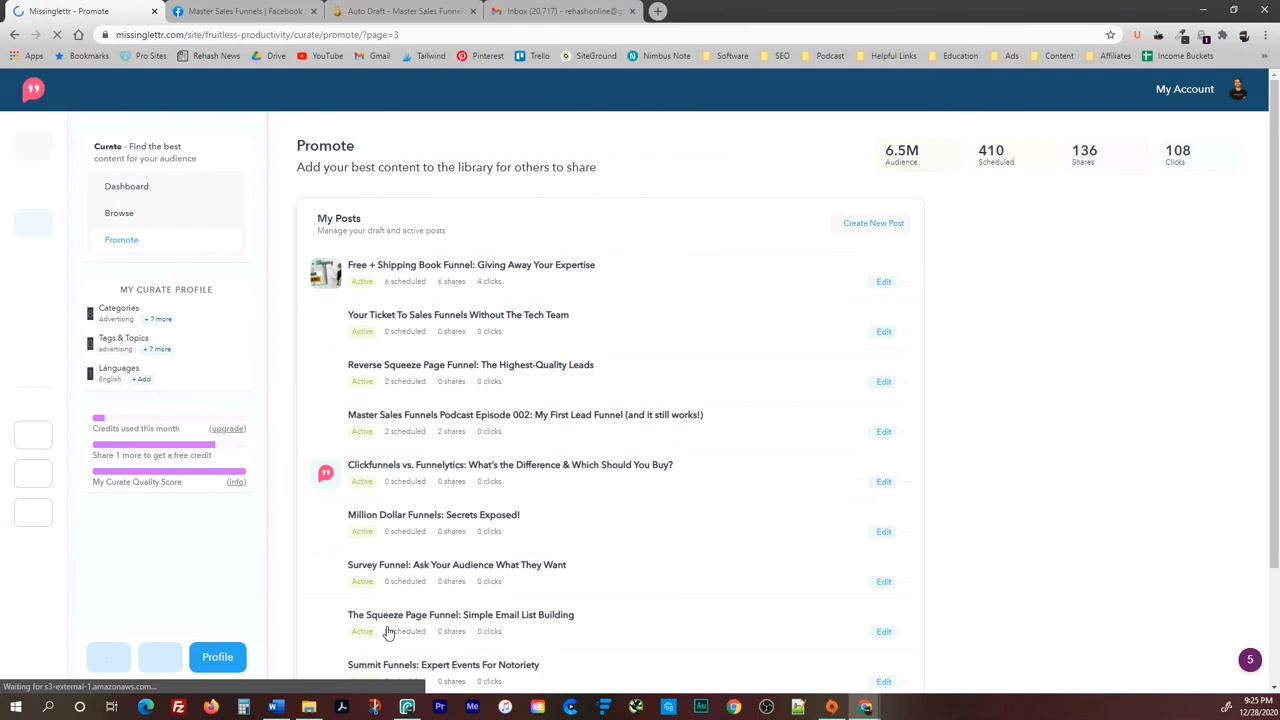 Missinglettr - Promote
Master Sales Funnels | Facebook
Auto Draft - Master Sales Funnel
Inbox (20,717) - rehashonline@g
missinglettr.com/site/fruitless-productivity/curate/promote/?page=3
Apps
Bookmarks
Pro Sites
Rehash News
Drive
YouTube
Gmail
Tailwind
Pinterest
Trello
SiteGround
Nimbus Note
Software
SEO
Podcast
Helpful Links
Education
Ads
Content
Affiliates
Income Buckets
My Account
Curate - Find the best
content for your audience
Dashboard
Browse
Promote
MY CURATE PROFILE
Categories
Advertising + 7 more
Tags & Topics
advertising + 7 more
Languages
English + Add
Credits used this month (upgrade)
Share 1 more to get a free credit
My Curate Quality Score (info)
Profile
Promote
Add your best content to the library for others to share
6.5M
Audience
410
Scheduled
136
Shares
108
Clicks
My Posts
Manage your draft and active posts
Create New Post
Free + Shipping Book Funnel: Giving Away Your Expertise
Active 6 scheduled 6 shares 4 clicks Edit
Your Ticket To Sales Funnels Without The Tech Team
Active 0 scheduled 0 shares 0 clicks Edit
Reverse Squeeze Page Funnel: The Highest-Quality Leads
Active 2 scheduled 0 shares 0 clicks Edit
Master Sales Funnels Podcast Episode 002: My First Lead Funnel (and it still works!)
Active 2 scheduled 2 shares 0 clicks Edit
Clickfunnels vs. Funnelytics: What's the Difference & Which Should You Buy?
Active 0 scheduled 0 shares 0 clicks Edit
Million Dollar Funnels: Secrets Exposed!
Active 0 scheduled 0 shares 0 clicks Edit
Survey Funnel: Ask Your Audience What They Want
Active 0 scheduled 0 shares 0 clicks Edit
The Squeeze Page Funnel: Simple Email List Building
Active scheduled 0 shares 0 clicks Edit
Summit Funnels: Expert Events For Notoriety
Edit
5
Waiting for s3-external-1.amazonaws.com...
9:25 PM
12/28/2020